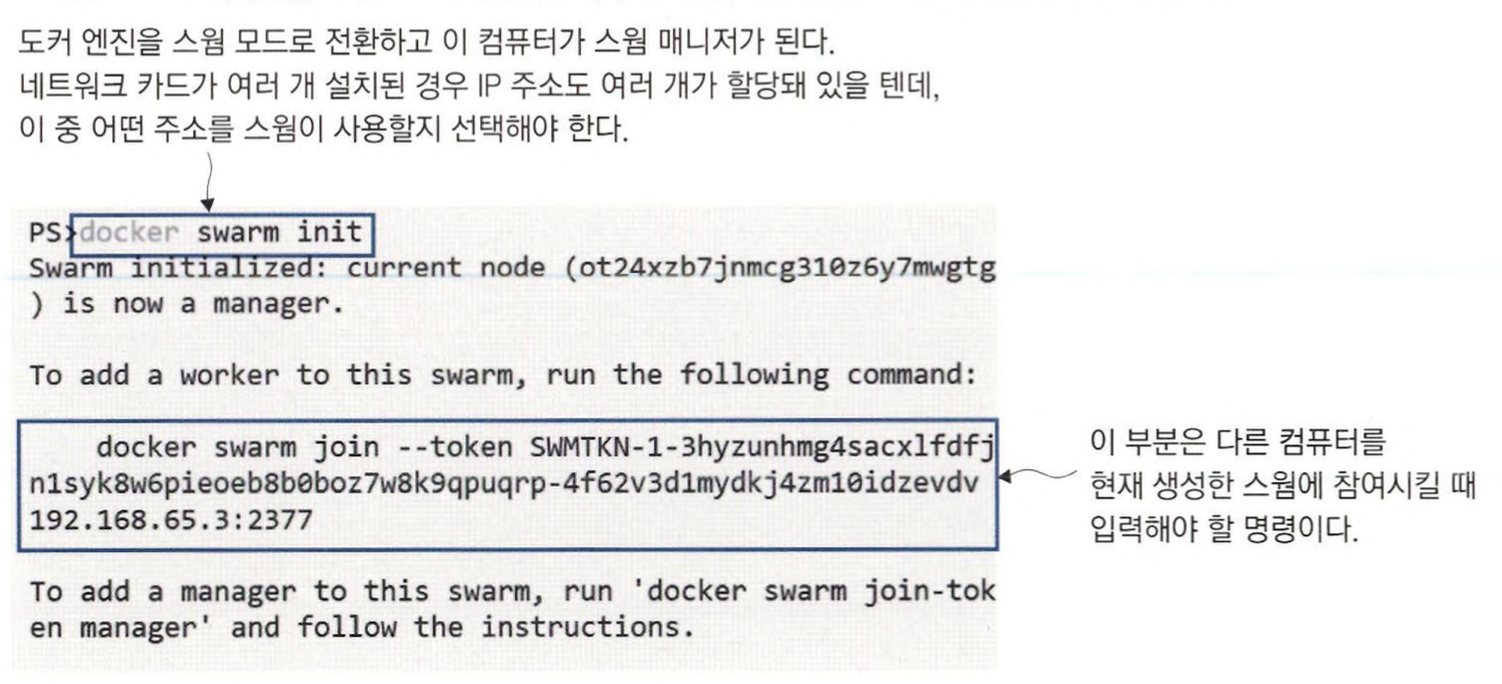 도커 엔진을 스웜 모드로 전환하고 이 컴퓨터가 스웜 매니저가 된다.
네트워크 카드가 여러 개 설치된 경우 IP 주소도 여러 개가 할당돼 있을 텐데,
이 중 어떤 주소를 스웜이 사용할지 선택해야 한다.
PS>docker swarm init
Swarm initialized: current node (ot24xzb7jnmcg310z6y7mwgtg
) is now a manager.
To add a worker to this swarm, run the following command:
docker swarm join --token SWMTKN-1-3hyzunhmg4sacxlfdfj
n1syk8w6pieoeb8b0boz7w8k9qpuqrp-4f62v3d1mydkj4zm10idzevdv
192.168.65.3:2377
이 부분은 다른 컴퓨터를
현재 생성한 스웜에 참여시킬 때
입력해야 할 명령이다.
To add a manager to this swarm, run 'docker swarm join-tok
en manager' and follow the instructions.